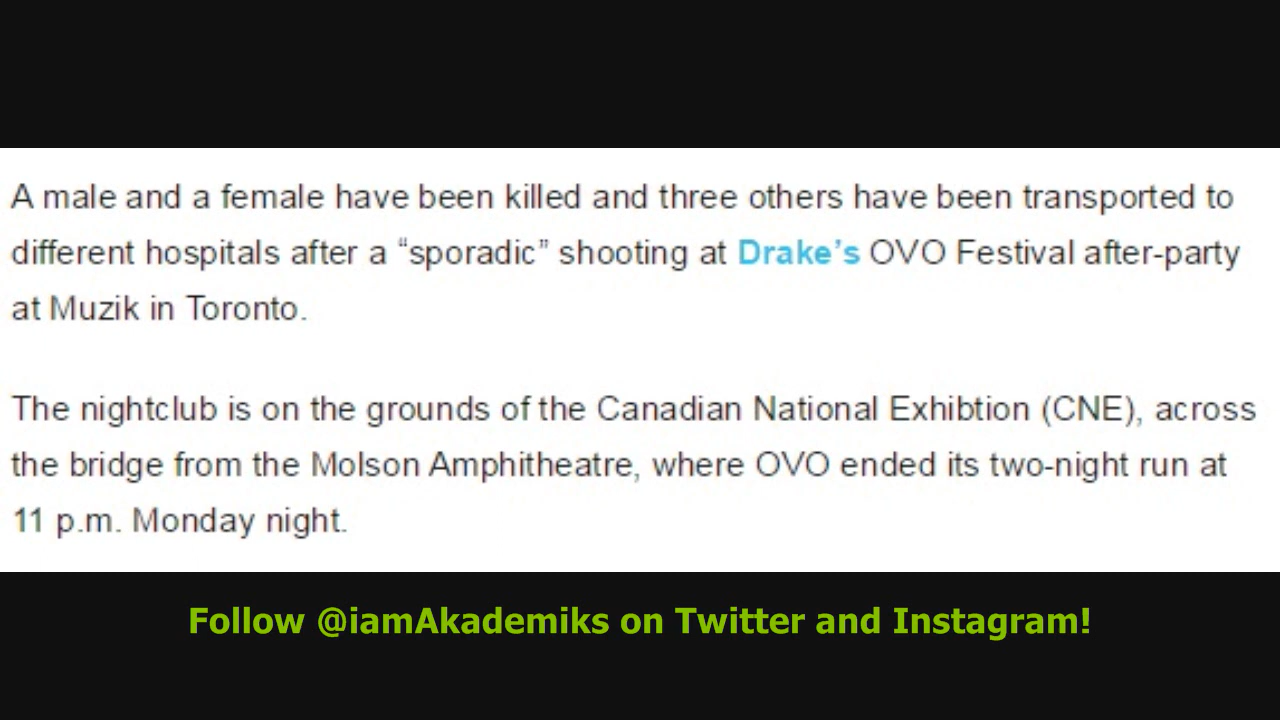 A male and a female have been killed and three others have been transported to
different hospitals after a “sporadic” shooting at Drake’s OVO Festival after-party
at Muzik in Toronto.
The nightclub is on the grounds of the Canadian National Exhibtion (CNE), across
the bridge from the Molson Amphitheatre, where OVO ended its two-night run at
11 p.m. Monday night.
Follow @iamAkademiks on Twitter and Instagram!